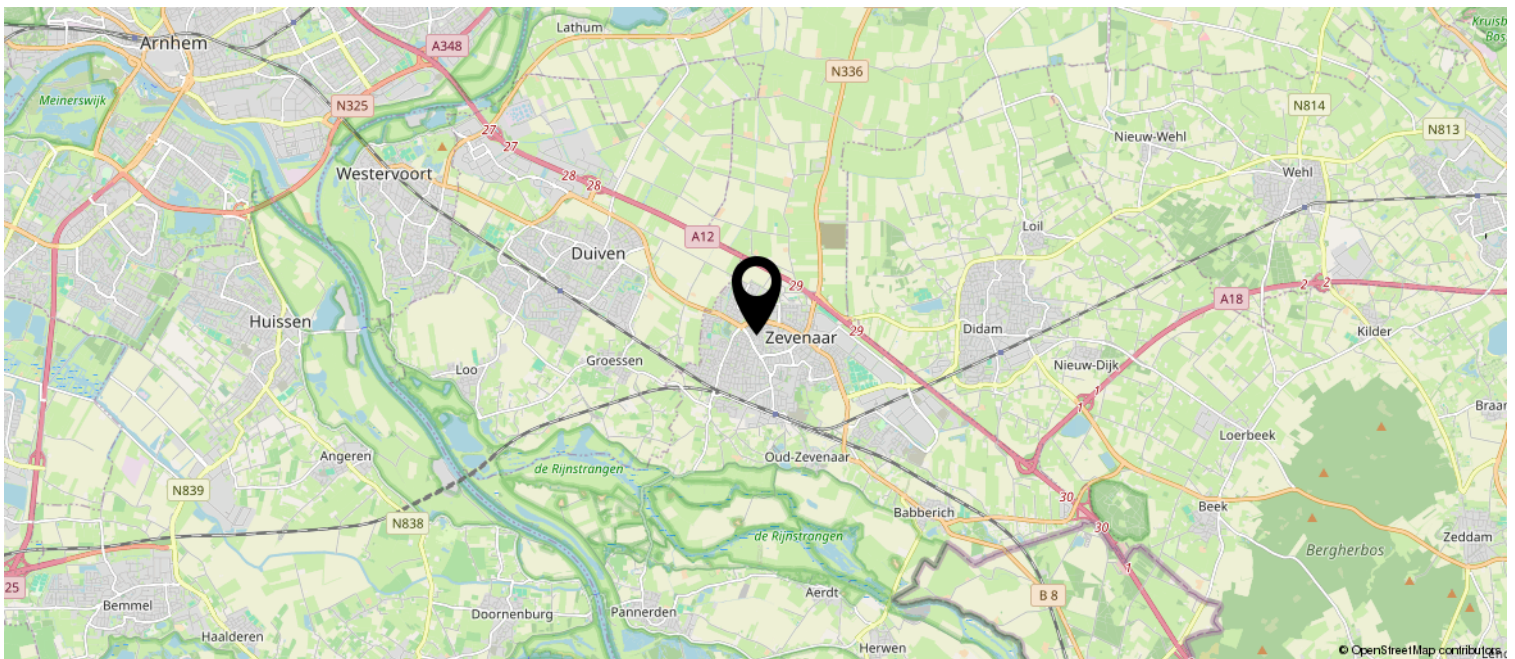 Lathum
Kruisb
Bos
Arnhem
A348
N336
Meinerswijk
N325
N814
N813
27
27
Nieuw-Wehl
Westervoort
28
28
Wehl
Loil
A12
Duiven
29
2
2
A18
Huissen
Zevenaar
29
Didam
Kilder
Groessen
Loo
Nieuw-Dijk
1
1
Braar
Loerbeek
Angeren
Oud-Zevenaar
de Rijnstrangen
N839
30
Babberich
Beek
N838
30
de Rijnstrangen
Zeddam
Bergherbos
1
25
Aerdt
B 8
Bemmel
Doornenburg
Pannerden
Haalderen
Herwen
© OpenStreetMap contributors